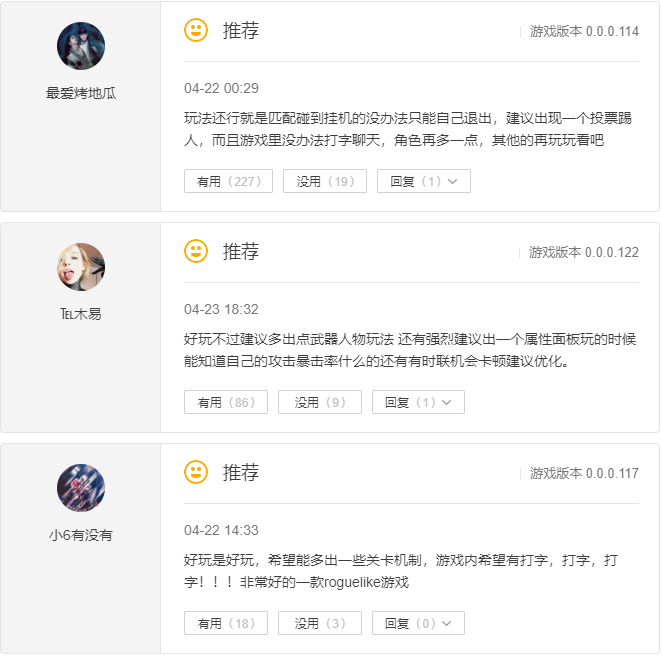 推荐
游戏版本 0.0.0.114
最爱烤地瓜
04-22 00:29
玩法还行就是匹配碰到挂机的没办法只能自己退出，建议出现一个投票踢
人，而且游戏里没办法打字聊天，角色再多一点，其他的再玩玩看吧
有用（227） 没用（19） 回复（1）
推荐
游戏版本 0.0.0.122
℡木易
04-23 18:32
好玩不过建议多出点武器人物玩法 还有强烈建议出一个属性面板玩的时候
能知道自己的攻击暴击率什么的还有有时联机会卡顿建议优化。
有用（86） 没用（9） 回复（1）
推荐
游戏版本 0.0.0.117
小6有没有
04-22 14:33
好玩是好玩，希望能多出一些关卡机制，游戏内希望有打字，打字，打
字！！！非常好的一款roguelike游戏
有用（18） 没用（3） 回复（0）